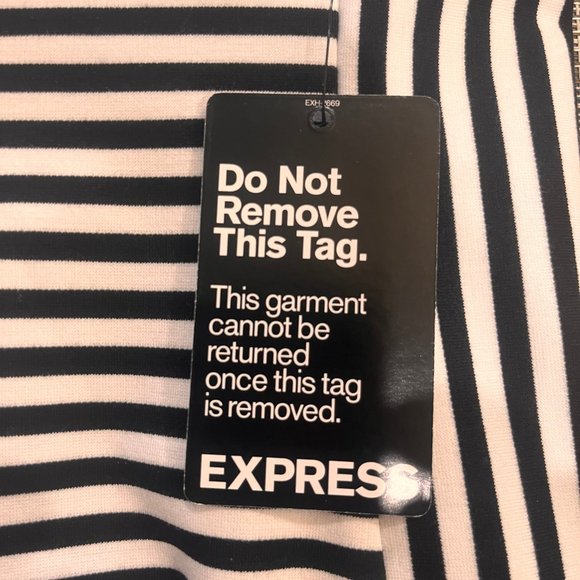 Do Not
Remove
This Tag.
This garment
cannot be
returned
once this tag
is removed.
EXPRESS